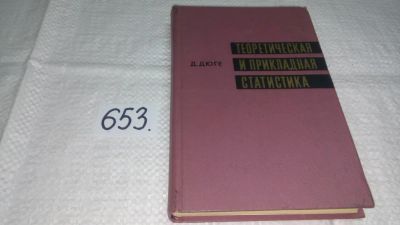 653.
Д. ДЮГЕ
ТЕОРЕТИЧЕСКАЯ
И ПРИКЛАДНАЯ
СТАТИСТИКА